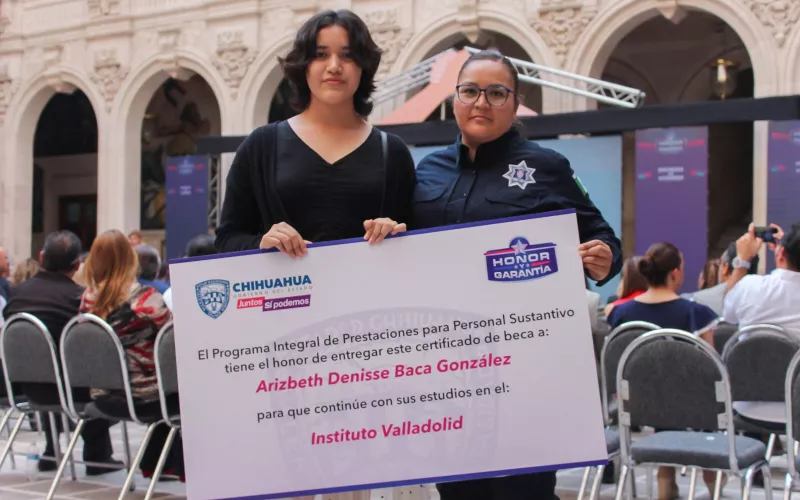 CHIHUAHUA
GOBIERNO DEL ESTADO
Juntos Sí podemos
HONOR
Y
GARANTÍA
El Programa Integral de Prestaciones para Personal Sustantivo
tiene el honor de entregar este certificado de beca a:
Arizbeth Denisse Baca González
para que continúe con sus estudios en el:
Instituto Valladolid